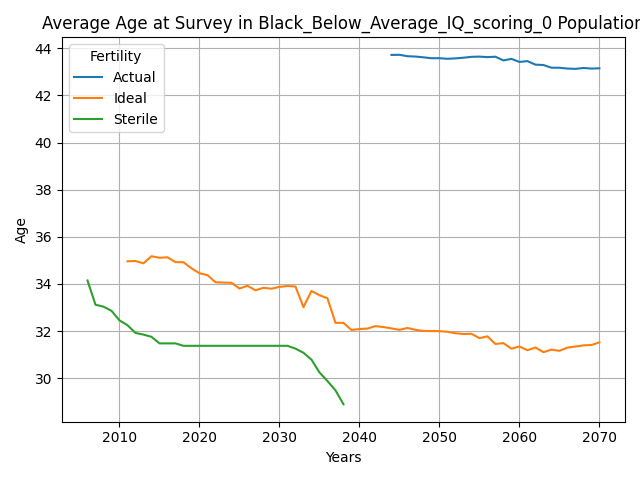 Average Age at Survey in Black_Below_Average_IQ_scoring_0 Population
Fertility
Actual
Ideal
Sterile
44
42
40
38
36
34
32
30
Age
2010 2020 2030 2040 2050 2060 2070
Years